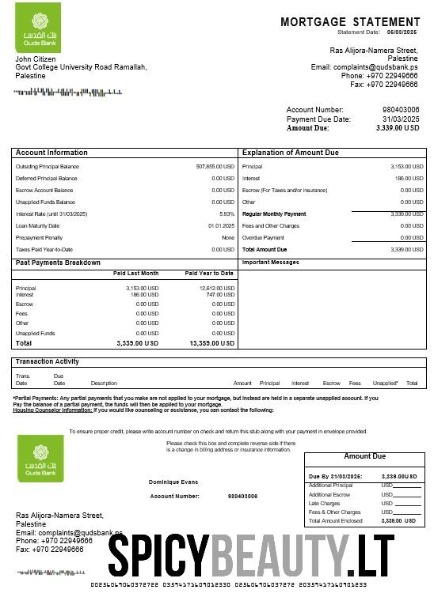 بنك القدس
Quds Bank
MORTGAGE STATEMENT
Statement Date:
John Citizen
Govt College University Road Ramallah,
Palestine
Ras Alijora-Namera Street,
Palestine
Email: complaints@qudsbank.ps
Phone: +970 22949666
Fax: +970 22949666
Account Number: 980403006
Payment Due Date: 31/03/2025
Amount Due: 3.339.00 USD
Account Information
Outstanding Principal Balance 507,855.00 USD
Deferred Principal Balance 0.00 USD
Escrow Account Balance 0.00 USD
Unapplied Funds Balance 0.00 USD
Interest Rate (until 31/03/2025)
Loan Maturity Date 01.01.2025
Prepayment Penalty None
Taxes Paid Year-to-Date 0.00 USD
Explanation of Amount Due
Principal 3,153.00 USD
Interest 186.00 USD
Escrow (For Taxes and/or Insurance) 0.00 USD
Other 0.00 USD
Regular Monthly Payment 3,339.00 USD
Fees and Other Charges 0.00 USD
Overdue Payment 0.00 USD
Total Amount Due 3,339.00 USD
Past Payments Breakdown
Paid Last Month Paid Year to Date
Principal 3,153.00 USD 12,612.00 USD
Interest 186.00 USD 747.00 USD
Escrow 0.00 USD 0.00 USD
Fees 0.00 USD 0.00 USD
Other 0.00 USD 0.00 USD
Unapplied Funds 0.00 USD 0.00 USD
Total 3,339.00 USD 13,359.00 USD
Important Messages
Transaction Activity
Trans. Date Due Date Description Amount Principal Interest Escrow Fees Unapplied* Total
*Partial Payments: Any partial payments that you make are not applied to your mortgage, but instead are held in a separate unapplied account. If you
Pay the balance of a partial payment, the funds will then be applied to your mortgage.
Housing Counselor Information: If you would like counseling or assistance, you can contact the following:
To ensure proper credit, please write account number on check and return this stub along with your payment in envelope provided
بنك القدس
Quds Bank
Please check this box and complete reverse side if there
is a change in billing address or insurance information.
Dominique Evans
Account Number: 980403006
Amount Due
Due By 31/03/2025: 3,339.00USD
Additional Principal USD
Additional Escrow USD
Late Charges USD
Fees & Other Charges USD
Total Amount Enclosed 3,339.00 USD
Ras Alijora-Namera Street,
Palestine
Email: complaints@qudsbank.ps
Phone: +970 22949666
Fax: +970 22949666
SPICYBEAUTY.LT